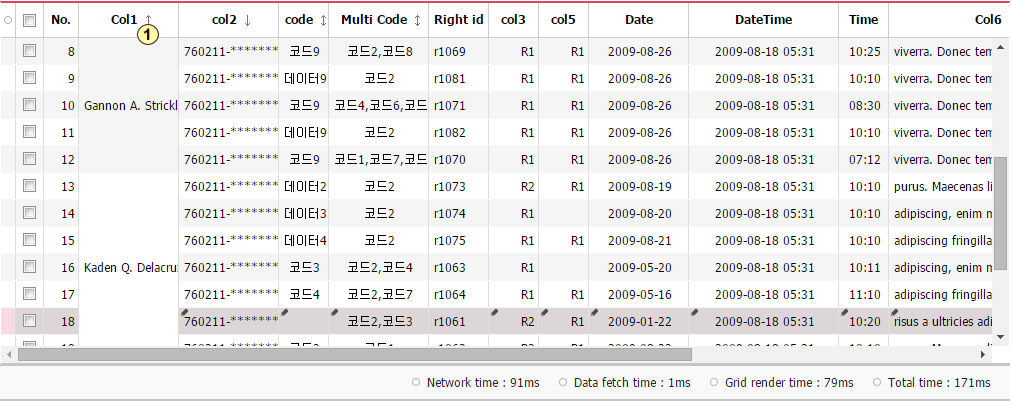 No. Col1 ↑ col2 ↓ code ↕ Multi Code ↕ Right id col3 col5 Date DateTime Time Col6
1
8 760211-******* 코드9 코드2,코드8 r1069 R1 R1 2009-08-26 2009-08-18 05:31 10:25 viverra. Donec tem
9 760211-******* 데이터9 코드2 r1081 R1 R1 2009-08-26 2009-08-18 05:31 10:10 viverra. Donec tem
10 Gannon A. Strickl 760211-******* 코드9 코드4,코드6,코드 r1071 R1 R1 2009-08-26 2009-08-18 05:31 08:30 viverra. Donec tem
11 760211-******* 데이터9 코드2 r1082 R1 R1 2009-08-26 2009-08-18 05:31 10:10 viverra. Donec tem
12 760211-******* 코드9 코드1,코드7,코드 r1070 R1 R1 2009-08-26 2009-08-18 05:31 07:12 viverra. Donec tem
13 760211-******* 데이터2 코드2 r1073 R2 R1 2009-08-19 2009-08-18 05:31 10:10 purus. Maecenas li
14 760211-******* 데이터3 코드2 r1074 R1 2009-08-20 2009-08-18 05:31 10:10 adipiscing, enim m
15 760211-******* 데이터4 코드2 r1075 R1 R1 2009-08-21 2009-08-18 05:31 10:10 adipiscing fringilla
16 Kaden Q. Delacru 760211-******* 코드3 코드2,코드4 r1063 R1 2009-05-20 2009-08-18 05:31 10:11 adipiscing, enim m
17 760211-******* 코드4 코드2,코드7 r1064 R1 R1 2009-05-16 2009-08-18 05:31 11:10 adipiscing fringilla
18 760211-******* 코드2,코드3 r1061 R2 R1 2009-01-22 2009-08-18 05:31 10:20 risus a ultricies adi
Network time : 91ms Data fetch time : 1ms Grid render time : 79ms Total time : 171ms